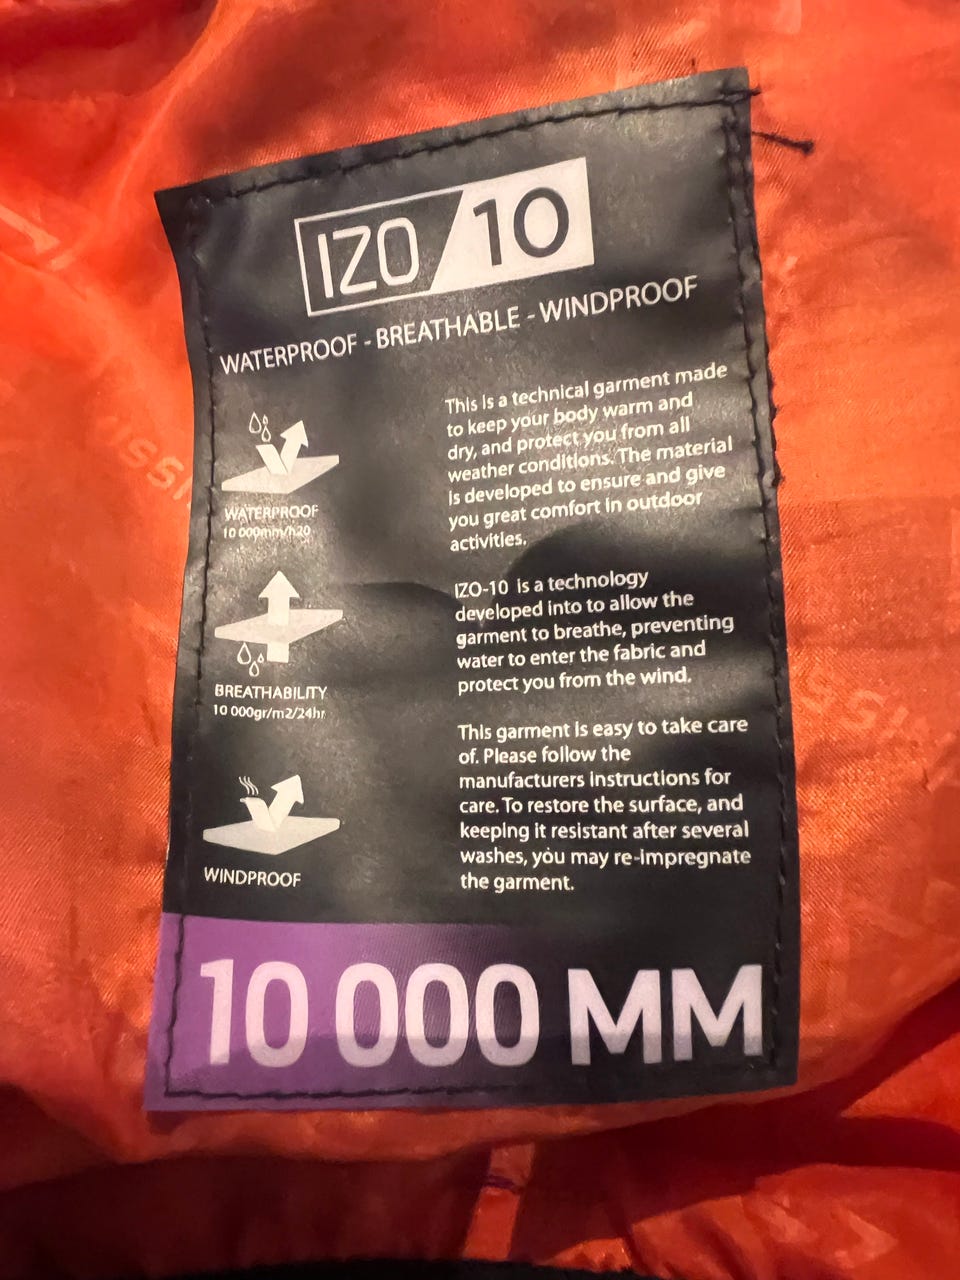 IZO/10
WATERPROOF - BREATHABLE - WINDPROOF
WATERPROOF
10 000mm/h20
BREATHABILITY
10 000gr/m2/24hr
WINDPROOF
This is a technical garment made
to keep your body warm and
dry, and protect you from all
weather conditions. The material
is developed to ensure and give
you great comfort in outdoor
activities.
IZO-10 is a technology
developed into to allow the
garment to breathe, preventing
water to enter the fabric and
protect you from the wind.
This garment is easy to take care
of. Please follow the
manufacturers instructions for
care. To restore the surface, and
keeping it resistant after several
washes, you may re-impregnate
the garment.
10 000 MM